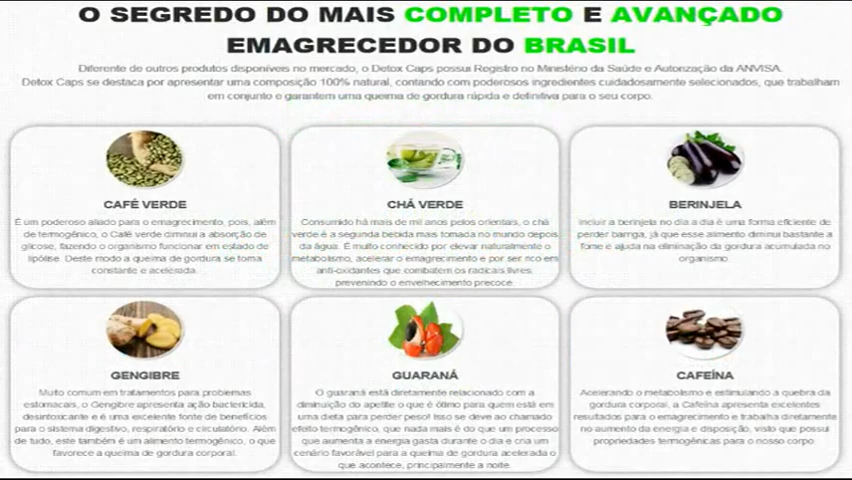 O SEGREDO DO MAIS COMPLETO E AVANÇADO
EMAGRECEDOR DO BRASIL
Diferente de outros produtos disponíveis no mercado, o Detox Caps possui Registro no Ministério da Saúde e Autorização da ANVISA.
Detox Caps se destaca por apresentar uma composição 100% natural, contando com poderosos ingredientes cuidadosamente selecionados, que trabalham
em conjunto e garantem uma queima de gordura rápida e definitiva para o seu corpo.
CAFÉ VERDE
É um poderoso aliado para o emagrecimento, pois, além
de termogênico, o Café verde diminui a absorção de
glicose, fazendo o organismo funcionar em estado de
lipólise. Deste modo a queima de gordura se torna
constante e acelerada.
CHÁ VERDE
Consumido há mais de mil anos pelos orientais, o chá
verde é a segunda bebida mais tomada no mundo depois
da água. É muito conhecido por elevar naturalmente o
metabolismo, acelerar o emagrecimento e por ser rico em
anti-oxidantes que combatem os radicais livres,
prevenindo o envelhecimento precoce.
BERINJELA
Incluir a berinjela no dia a dia é uma forma eficiente de
perder barriga, já que esse alimento diminui bastante a
fome e ajuda na eliminação da gordura acumulada no
organismo.
GENGIBRE
Muito comum em tratamentos para problemas
estomacais, o Gengibre apresenta ação bactericida,
desintoxicante e é uma excelente fonte de benefícios
para o sistema digestivo, respiratório e circulatório. Além
de tudo, este também é um alimento termogênico, o que
favorece a queima de gordura corporal.
GUARANÁ
O guaraná está diretamente relacionado com a
diminuição do apetite o que é ótimo para quem está em
uma dieta para perder peso! Isso se deve ao chamado
efeito termogênico, que nada mais é do que um processo
que aumenta a energia gasta durante o dia e cria um
cenário favorável para a queima de gordura acelerada o
que acontece, principalmente a noite.
CAFEÍNA
Acelerando o metabolismo e estimulando a quebra da
gordura corporal, a Cafeína apresenta excelentes
resultados para o emagrecimento e trabalha diretamente
no aumento da energia e disposição, visto que possui
propriedades termogênicas para o nosso corpo.